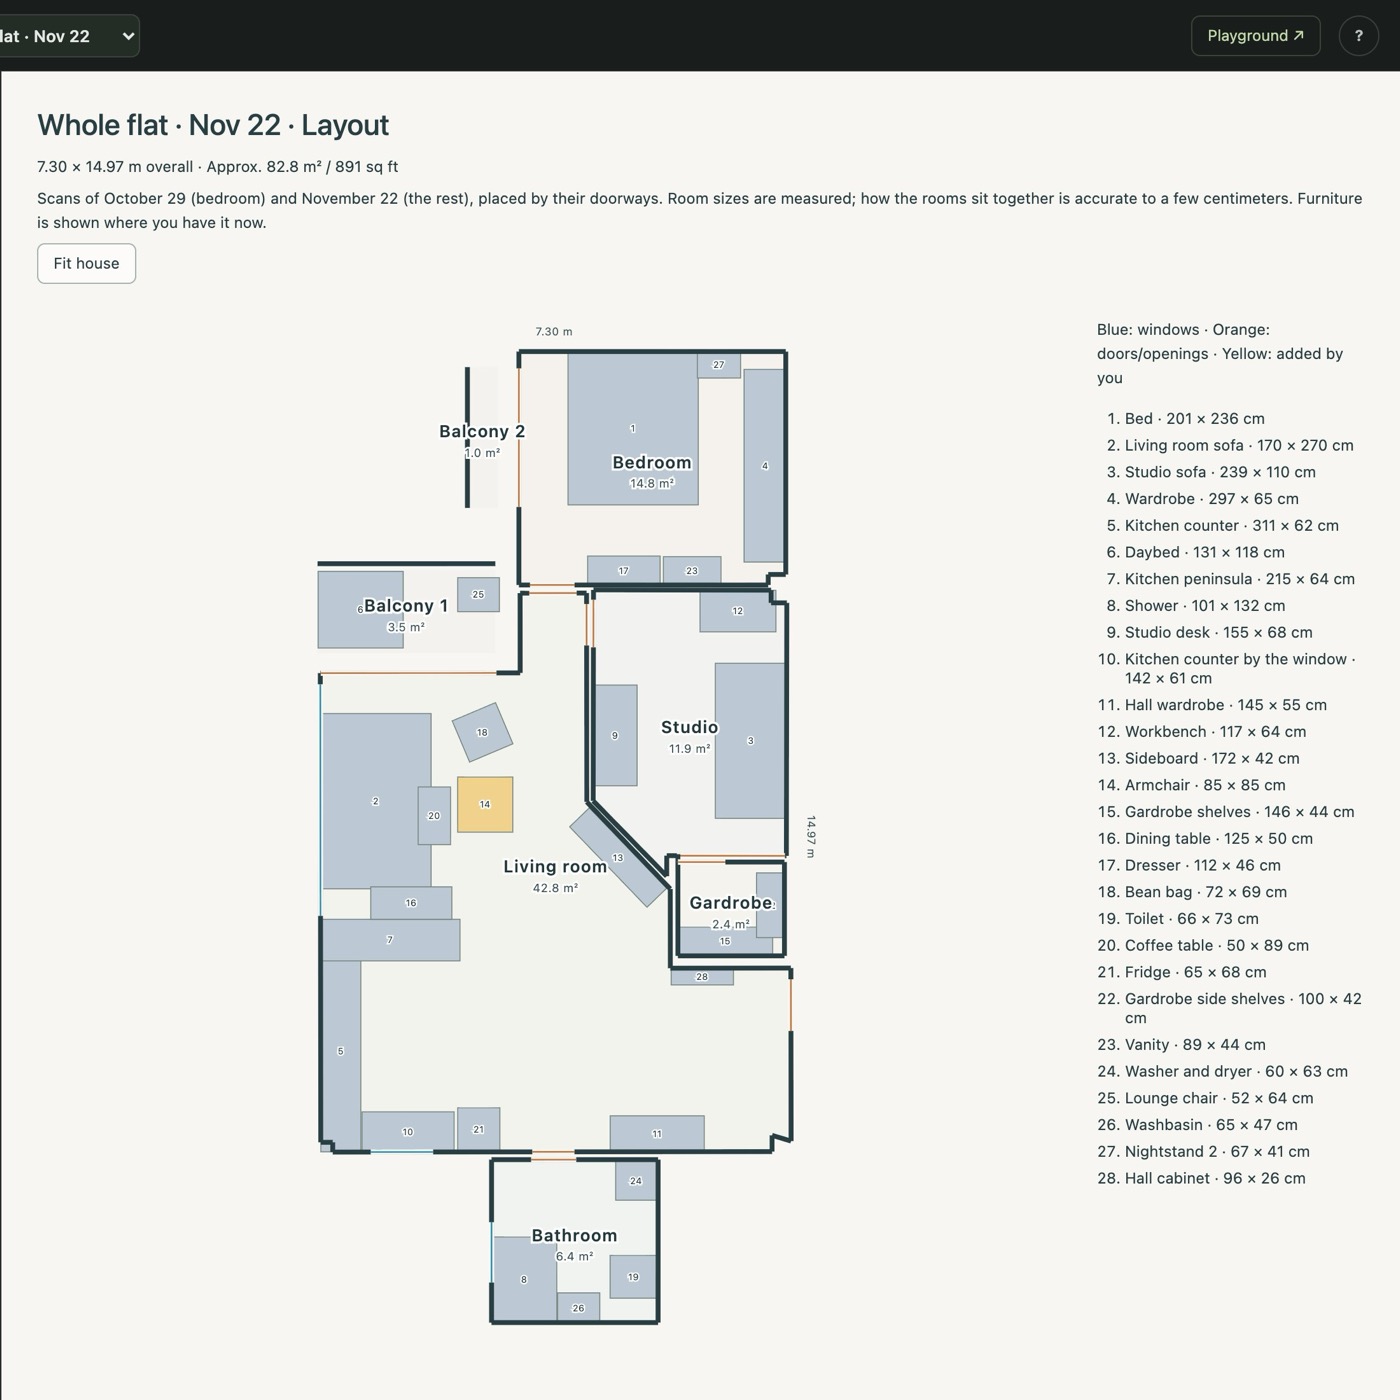 lat · Nov 22
Playground ↗
?
Whole flat · Nov 22 · Layout
7.30 × 14.97 m overall · Approx. 82.8 m² / 891 sq ft
Scans of October 29 (bedroom) and November 22 (the rest), placed by their doorways. Room sizes are measured; how the rooms sit together is accurate to a few centimeters. Furniture
is shown where you have it now.
Fit house
7.30 m
27
1
4
Balcony 2
1.0 m²
Bedroom
14.8 m²
17
23
6
Balcony 1
3.5 m²
25
12
18
9
Studio
11.9 m²
3
2
20
14
14.97 m
13
Living room
42.8 m²
16
7
Gardrobe
2.4 m²
15
28
5
10
21
11
24
Bathroom
6.4 m²
8
19
26
Blue: windows · Orange:
doors/openings · Yellow: added by
you
1. Bed · 201 × 236 cm
2. Living room sofa · 170 × 270 cm
3. Studio sofa · 239 × 110 cm
4. Wardrobe · 297 × 65 cm
5. Kitchen counter · 311 × 62 cm
6. Daybed · 131 × 118 cm
7. Kitchen peninsula · 215 × 64 cm
8. Shower · 101 × 132 cm
9. Studio desk · 155 × 68 cm
10. Kitchen counter by the window ·
142 × 61 cm
11. Hall wardrobe · 145 × 55 cm
12. Workbench · 117 × 64 cm
13. Sideboard · 172 × 42 cm
14. Armchair · 85 × 85 cm
15. Gardrobe shelves · 146 × 44 cm
16. Dining table · 125 × 50 cm
17. Dresser · 112 × 46 cm
18. Bean bag · 72 × 69 cm
19. Toilet · 66 × 73 cm
20. Coffee table · 50 × 89 cm
21. Fridge · 65 × 68 cm
22. Gardrobe side shelves · 100 × 42
cm
23. Vanity · 89 × 44 cm
24. Washer and dryer · 60 × 63 cm
25. Lounge chair · 52 × 64 cm
26. Washbasin · 65 × 47 cm
27. Nightstand 2 · 67 × 41 cm
28. Hall cabinet · 96 × 26 cm